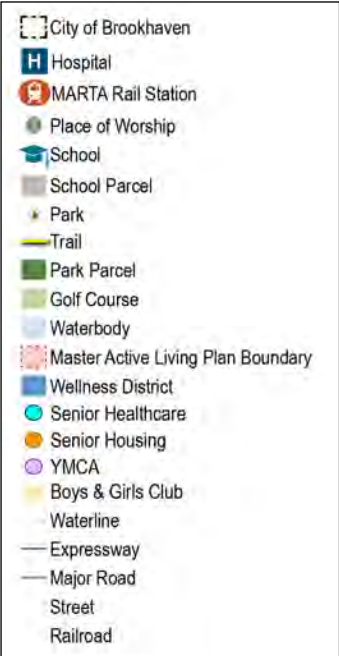 City of Brookhaven
H Hospital
MARTA Rail Station
Place of Worship
School
School Parcel
Park
Trail
Park Parcel
Golf Course
Waterbody
Master Active Living Plan Boundary
Wellness District
Senior Healthcare
Senior Housing
YMCA
Boys & Girls Club
Waterline
Expressway
Major Road
Street
Railroad